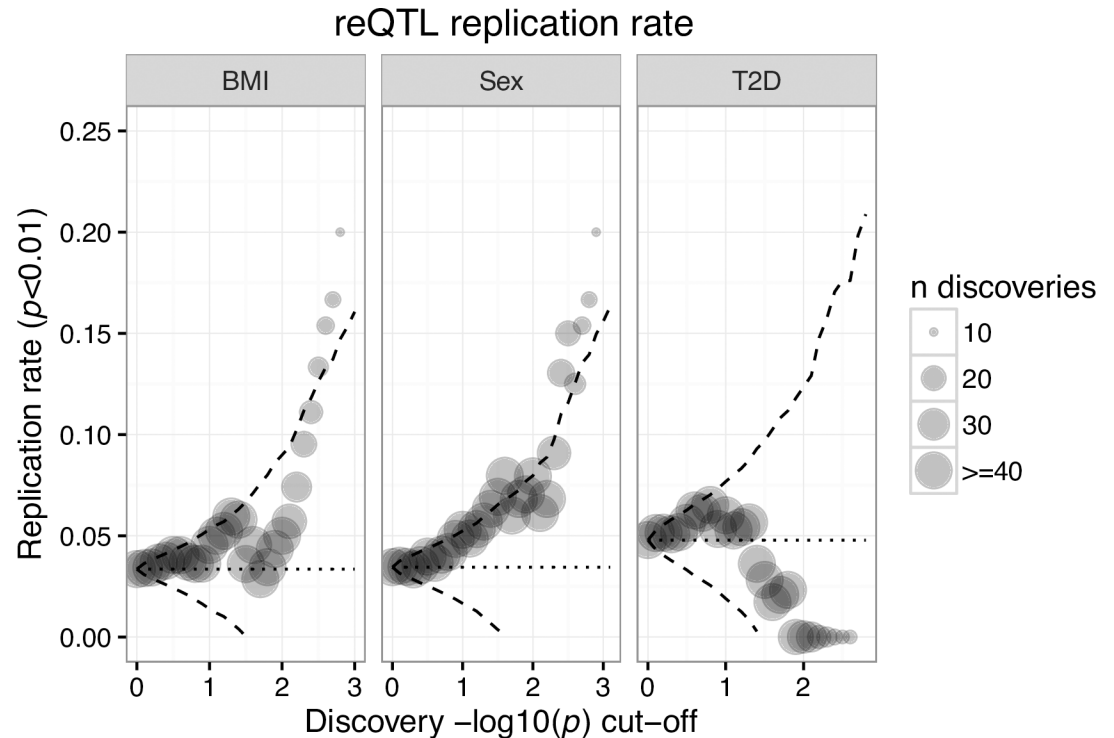 reQTL replication rate
BMI
Sex
T2D
Replication rate (p<0.01)
0.25
0.20
0.15
0.10
0.05
0.00
0 1 2 3
0 1 2 3
0 1 2
Discovery −log10(p) cut−off
n discoveries
10
20
30
>=40